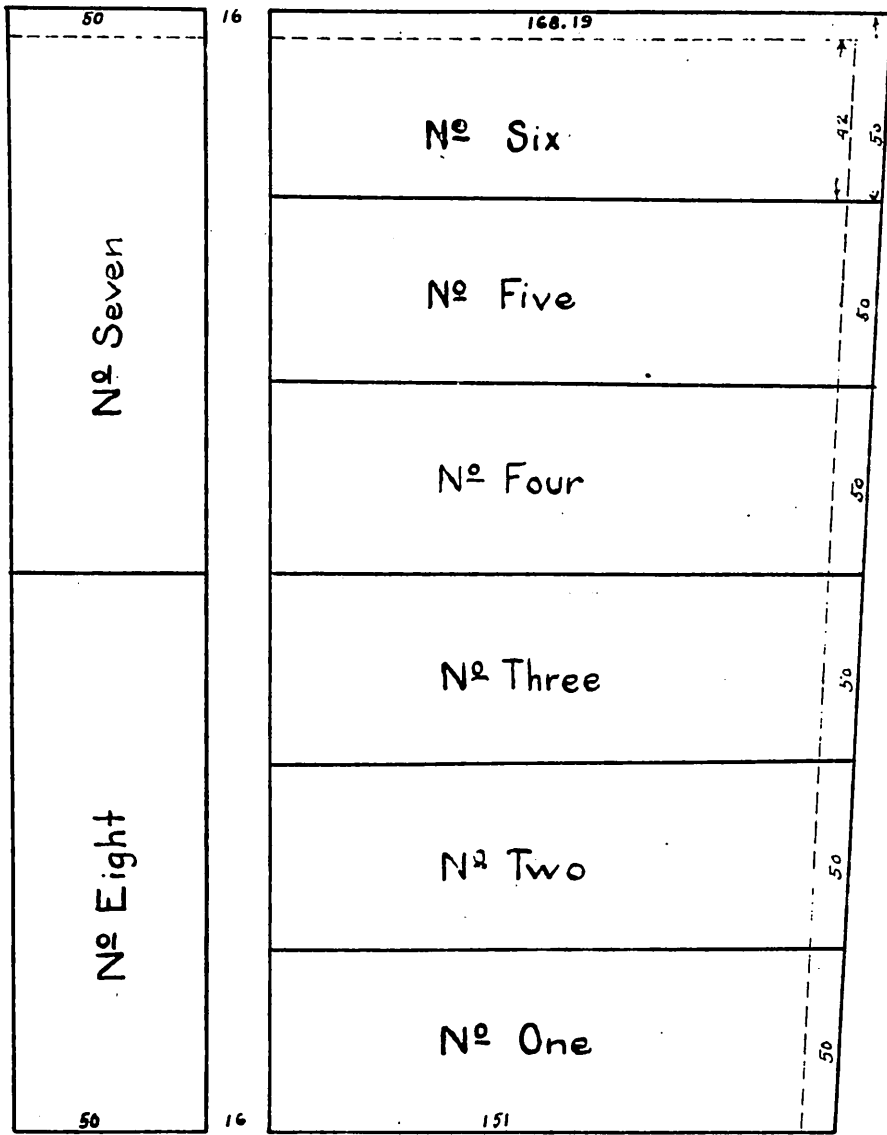 50 16 168.19
Nº Six
42
50
Nº Seven
Nº Five
50
Nº Four
50
Nº Three
50
Nº Eight
Nº Two
50
Nº One
50
50 16 151